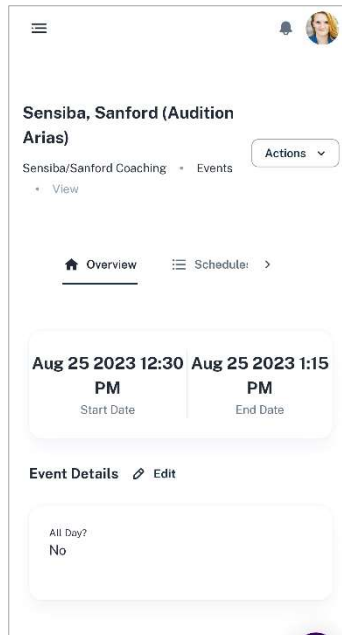 Sensiba, Sanford (Audition
Arias)
Actions
Sensiba/Sanford Coaching • Events
• View
Overview
Schedule
Aug 25 2023 12:30
PM
Start Date
Aug 25 2023 1:15
PM
End Date
Event Details
Edit
All Day?
No